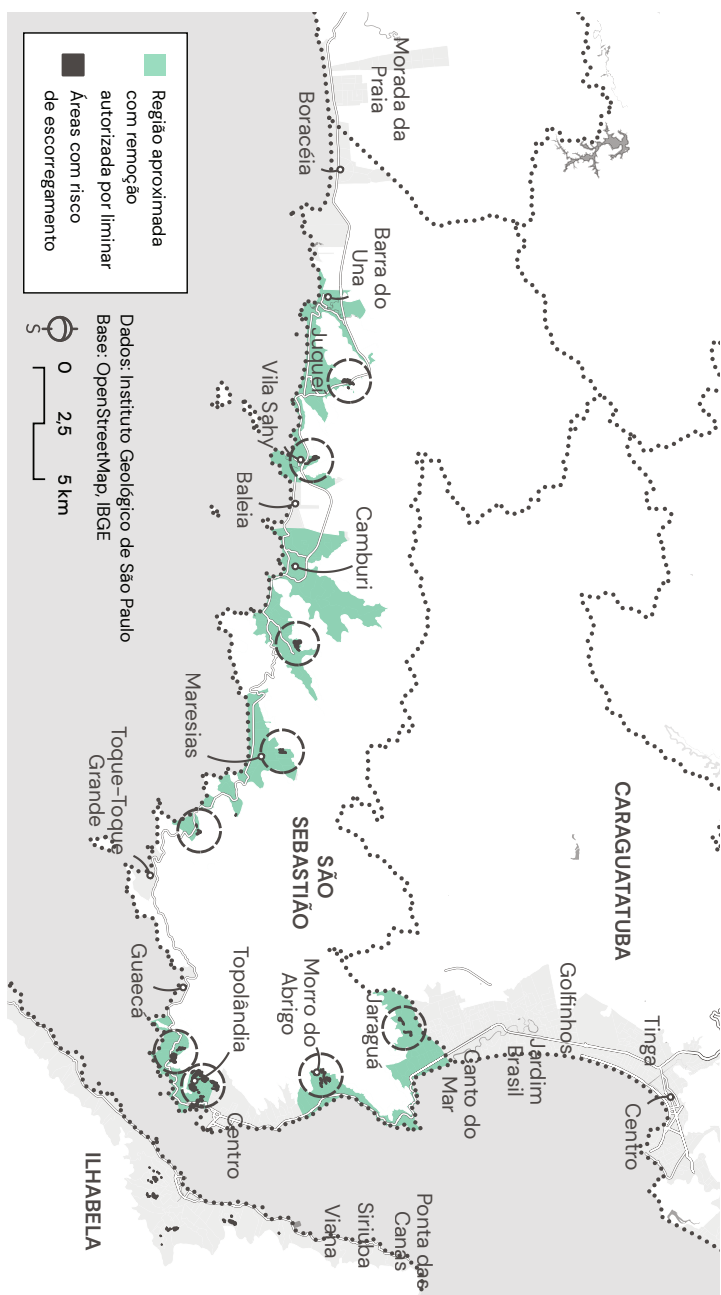 Morada da
Praia
Boracéia
Barra do
Una
Juqueí
Vila Sahy
Baleia
Camburi
Maresias
Toque-Toque
Grande
SÃO
SEBASTIÃO
CARAGUATATUBA
Guaecá
Topolândia
Morro do
Abrigo
Jaraguá
Golfinhos
Tinga
Jardim
Brasil
Canto do
Mar
Centro
Centro
ILHABELA
Ponta das
Canas
Siriuba
Viana
Região aproximada
com remoção
autorizada por liminar
Áreas com risco
de escorregamento
S
0
2,5
5 km
Dados: Instituto Geológico de São Paulo
Base: OpenStreetMap, IBGE